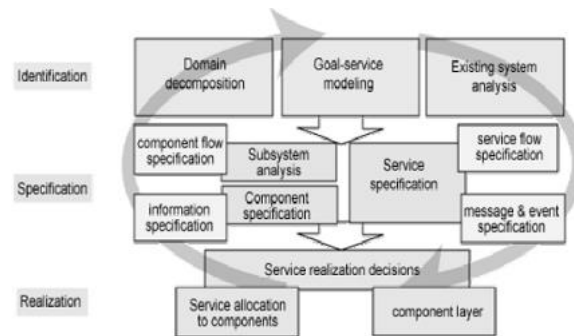 Identification
Domain
decomposition
Goal-service
modeling
Existing system
analysis
Specification
component flow
specification
Subsystem
analysis
Service
specification
service flow
specification
information
specification
Component
specification
message & event
specification
Realization
Service realization decisions
Service allocation
to components
component layer